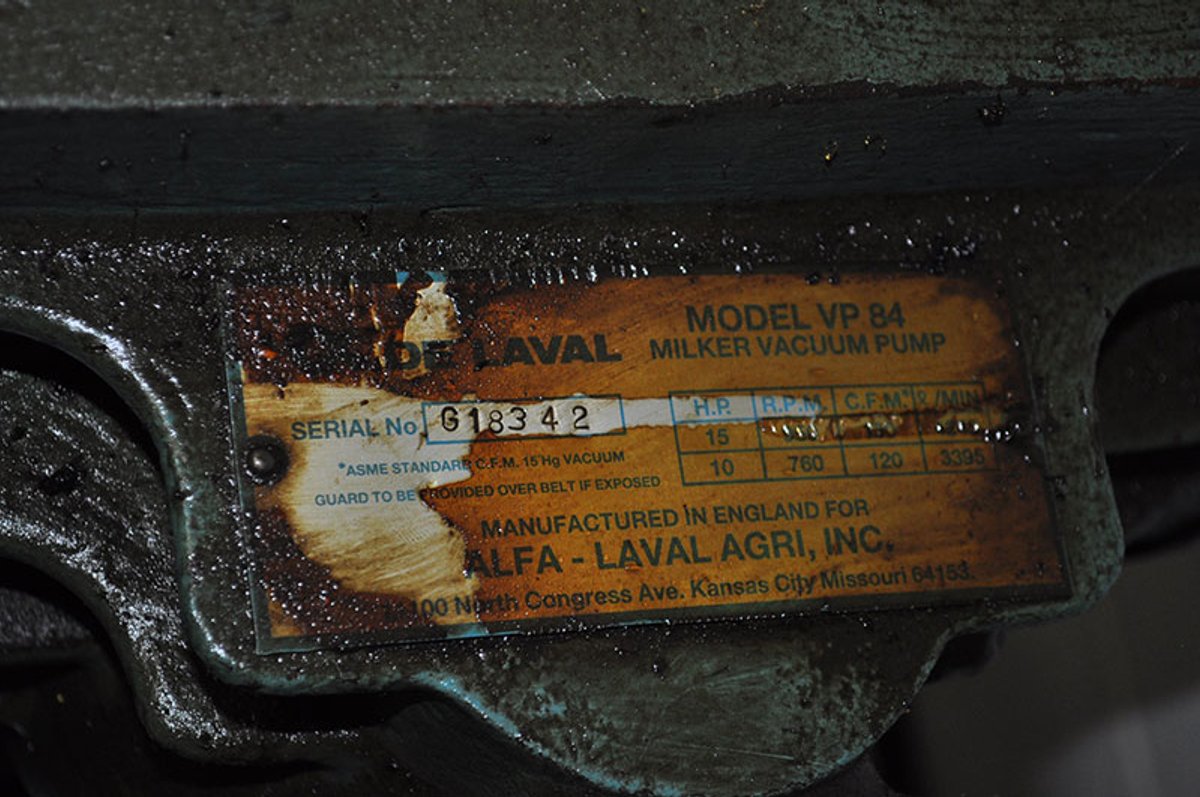 DE LAVAL
MODEL VP 84
MILKER VACUUM PUMP
SERIAL No. G18342
*ASME STANDARD C.F.M. 15"Hg VACUUM
GUARD TO BE PROVIDED OVER BELT IF EXPOSED
H.P. R.P.M. C.F.M.* ℓ/MIN
15
10 760 120 3395
MANUFACTURED IN ENGLAND FOR
ALFA - LAVAL AGRI, INC.
North Congress Ave. Kansas City Missouri 64153